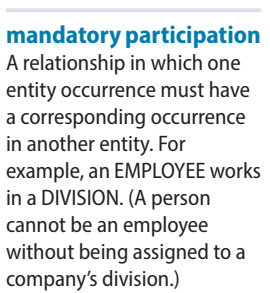 mandatory participation
A relationship in which one
entity occurrence must have
a corresponding occurrence
in another entity. For
example, an EMPLOYEE works
in a DIVISION. (A person
cannot be an employee
without being assigned to a
company’s division.)